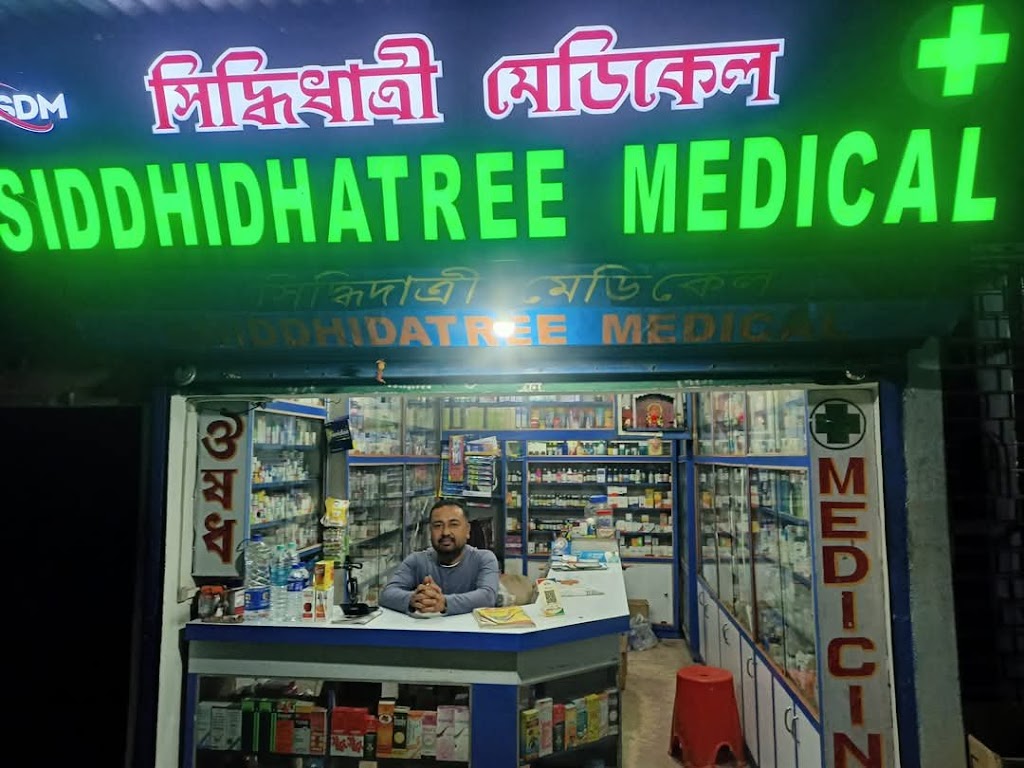 SDM
সিদ্ধিধাত্রী মেডিকেল
SIDDHIDHATREE MEDICAL
সিদ্ধিদাত্রী মেডিকেল
SIDDHIDATREE MEDICAL
ঔষধ
MEDICIN